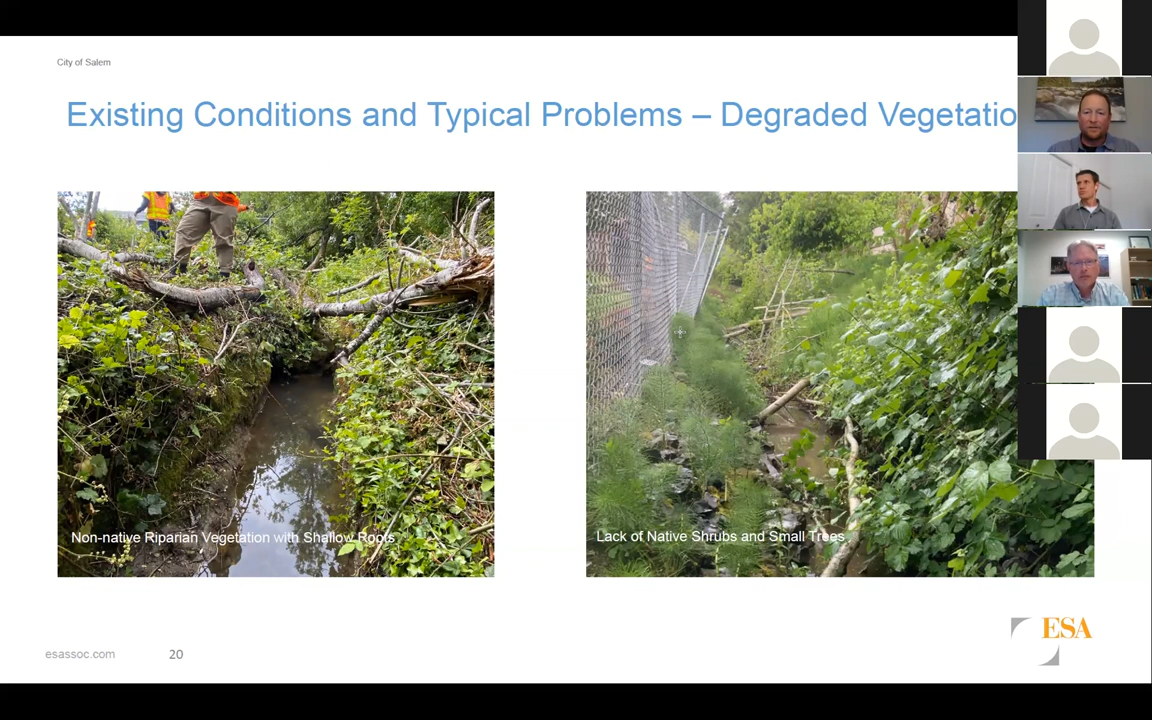 City of Salem
Existing Conditions and Typical Problems – Degraded Vegetatio
Non-native Riparian Vegetation with Shallow Roots
Lack of Native Shrubs and Small Trees
ESA
esassoc.com
20